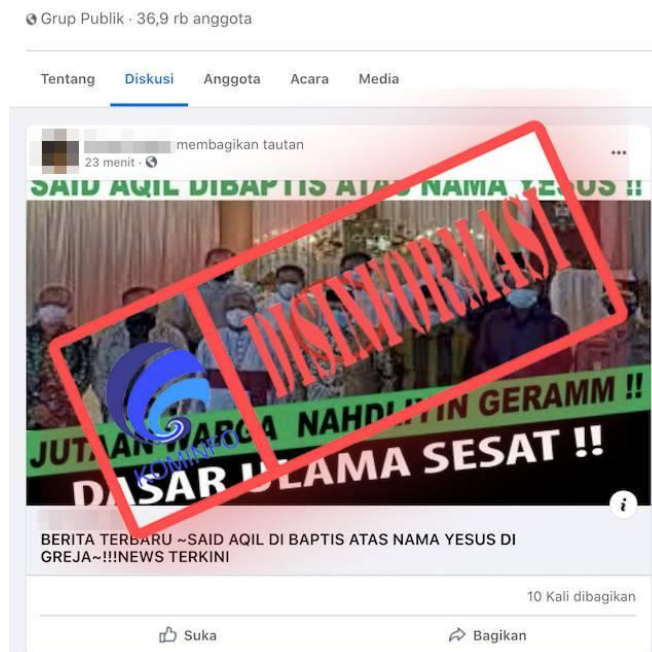 Grup Publik · 36,9 rb anggota
Tentang Diskusi Anggota Acara Media
membagikan tautan
23 menit ·
SAID AQIL DIBAPTIS ATAS NAMA YESUS !!
DISINFORMASI
KOMINFO
JUTAAN WARGA NAHDLIYIN GERAMM !!
DASAR ULAMA SESAT !!
BERITA TERBARU ~SAID AQIL DI BAPTIS ATAS NAMA YESUS DI
GREJA~!!!NEWS TERKINI
10 Kali dibagikan
Suka Bagikan